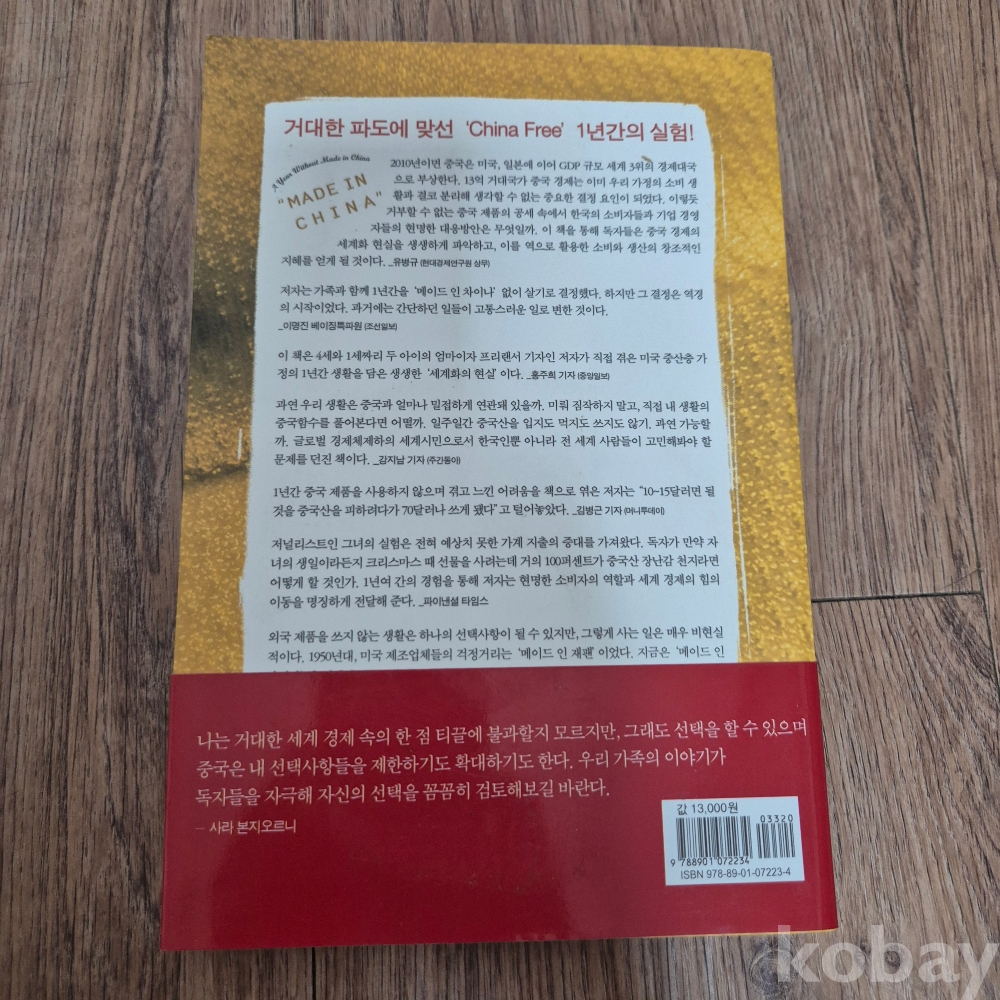 거대한 파도에 맞선 'China Free' 1년간의 실험!
A Year Without Made in China
"MADE IN CHINA"
2010년이면 중국은 미국, 일본에 이어 GDP 규모 세계 3위의 경제대국
으로 부상한다. 13억 거대국가 중국 경제는 이미 우리 가정의 소비 생
활과 결코 분리해 생각할 수 없는 중요한 결정 요인이 되었다. 이렇듯
거부할 수 없는 중국 제품의 공세 속에서 한국의 소비자들과 기업 경영
자들의 현명한 대응방안은 무엇일까. 이 책을 통해 독자들은 중국 경제의
세계화 현실을 생생하게 파악하고, 이를 역으로 활용한 소비와 생산의 창조적인
지혜를 얻게 될 것이다. _유병규 (현대경제연구원 상무)
저자는 가족과 함께 1년간을 '메이드 인 차이나' 없이 살기로 결정했다. 하지만 그 결정은 역경
의 시작이었다. 과거에는 간단하던 일들이 고통스러운 일로 변한 것이다.
_이명진 베이징특파원 (조선일보)
이 책은 4세와 1세짜리 두 아이의 엄마이자 프리랜서 기자인 저자가 직접 겪은 미국 중산층 가
정의 1년간 생활을 담은 생생한 '세계화의 현실' 이다. _홍주희 기자 (중앙일보)
과연 우리 생활은 중국과 얼마나 밀접하게 연관돼 있을까. 미뤄 짐작하지 말고, 직접 내 생활의
중국함수를 풀어본다면 어떨까. 일주일간 중국산을 입지도 먹지도 쓰지도 않기. 과연 가능할
까. 글로벌 경제체제하의 세계시민으로서 한국인뿐 아니라 전 세계 사람들이 고민해봐야 할
문제를 던진 책이다. _김지남 기자 (주간동아)
1년간 중국 제품을 사용하지 않으며 겪고 느낀 어려움을 책으로 엮은 저자는 "10~15달러면 될
것을 중국산을 피하려다가 70달러나 쓰게 됐다"고 털어놓았다. _김병근 기자 (머니투데이)
저널리스트인 그녀의 실험은 전혀 예상치 못한 가계 지출의 증대를 가져왔다. 독자가 만약 자
녀의 생일이라든지 크리스마스 때 선물을 사려는데 거의 100퍼센트가 중국산 장난감 천지라면
어떻게 할 것인가. 1년여 간의 경험을 통해 저자는 현명한 소비자의 역할과 세계 경제의 힘의
이동을 명징하게 전달해 준다. _파이낸셜 타임스
외국 제품을 쓰지 않는 생활은 하나의 선택사항이 될 수 있지만, 그렇게 사는 일은 매우 비현실
적이다. 1950년대, 미국 제조업체들의 걱정거리는 '메이드 인 재팬' 이었다. 지금은 '메이드 인
나는 거대한 세계 경제 속의 한 점 티끌에 불과할지 모르지만, 그래도 선택을 할 수 있으며
중국은 내 선택사항들을 제한하기도 확대하기도 한다. 우리 가족의 이야기가
독자들을 자극해 자신의 선택을 꼼꼼히 검토해보길 바란다.
– 사라 본지오르니
값 13,000원
03320
9 788901 072234
ISBN 978-89-01-07223-4
kobay